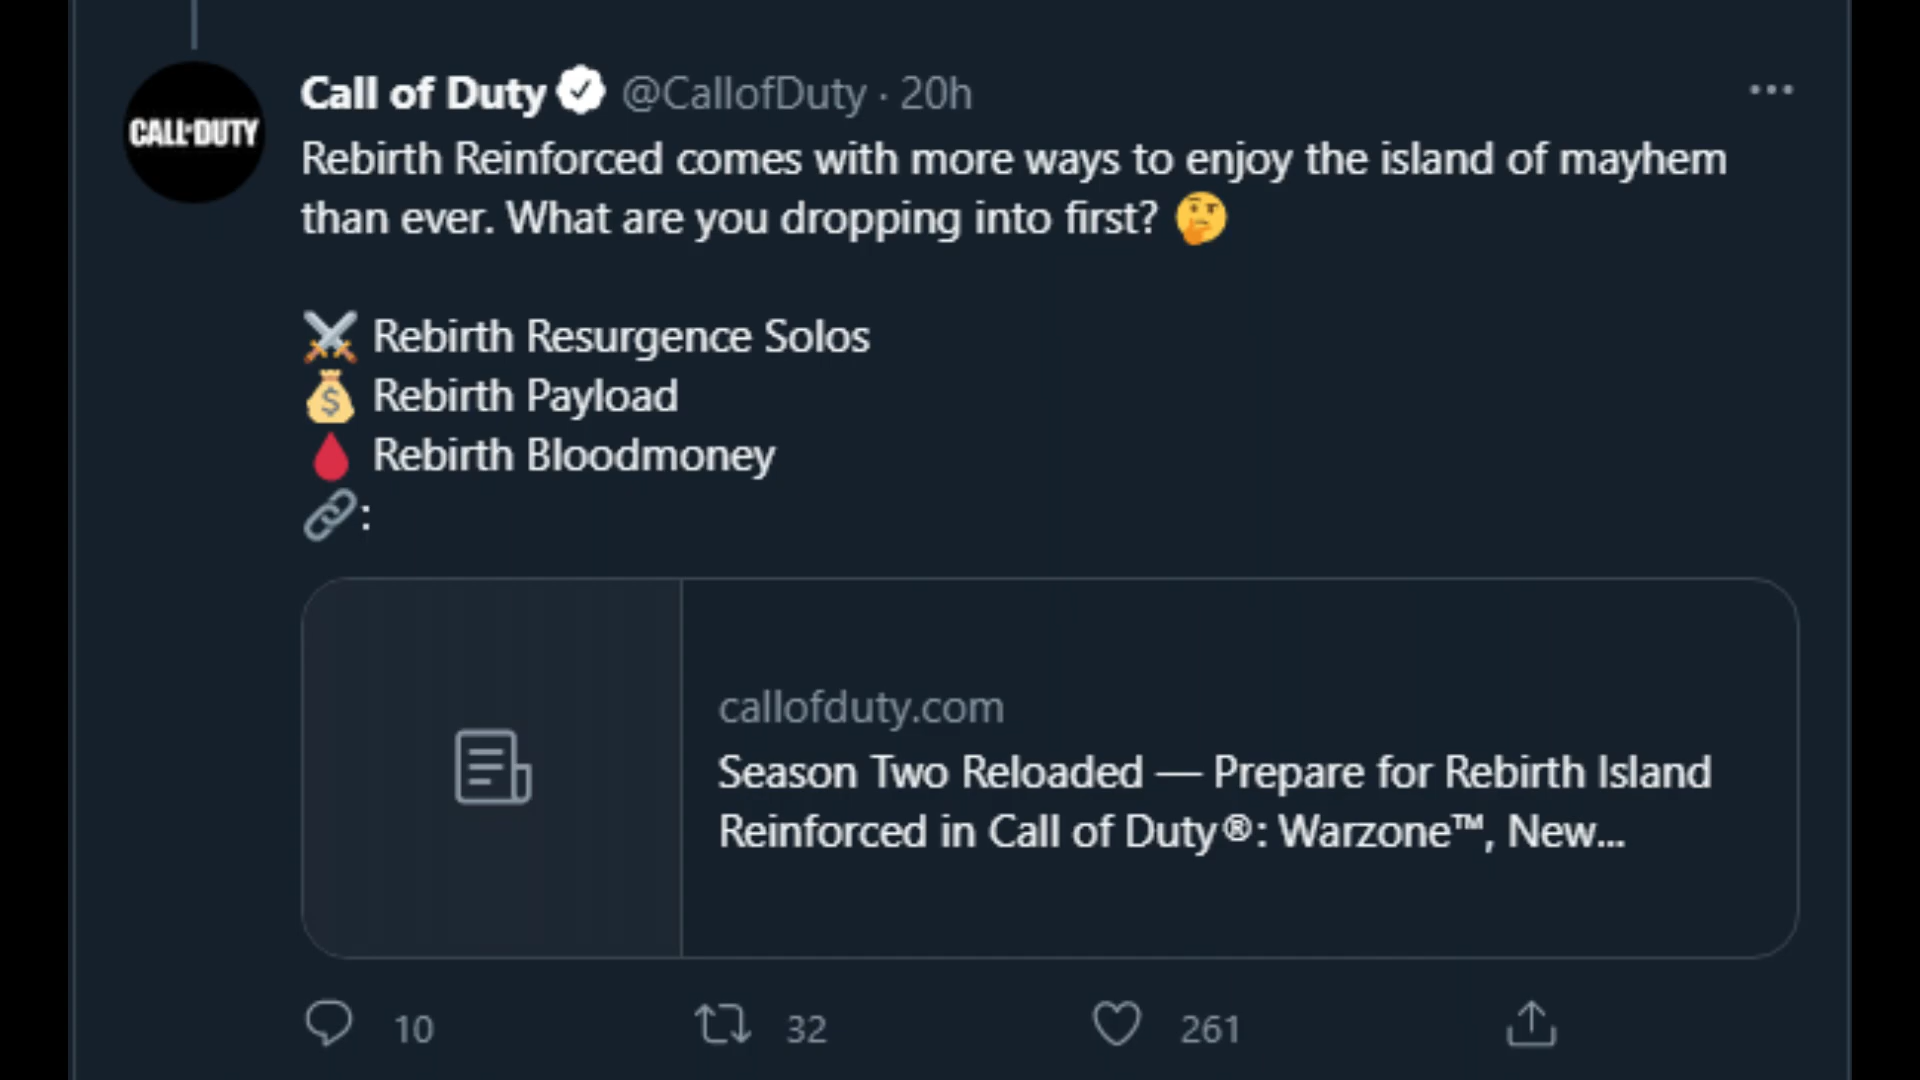 CALL OF DUTY
Call of Duty @CallofDuty · 20h
Rebirth Reinforced comes with more ways to enjoy the island of mayhem
than ever. What are you dropping into first? 🤔
⚔️ Rebirth Resurgence Solos
💰 Rebirth Payload
🩸 Rebirth Bloodmoney
🔗:
callofduty.com
Season Two Reloaded — Prepare for Rebirth Island
Reinforced in Call of Duty®: Warzone™, New...
10 32 261